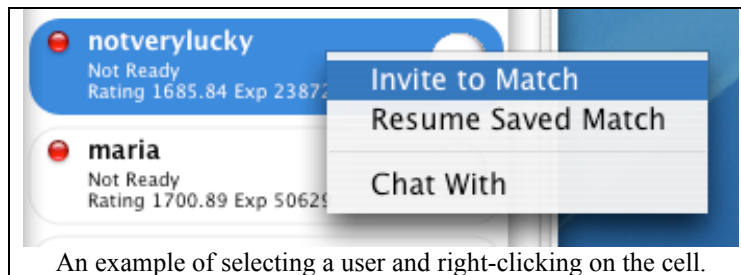 notverylucky
Not Ready
Rating 1685.84 Exp 23872
Invite to Match
Resume Saved Match
Chat With
maria
Not Ready
Rating 1700.89 Exp 50629
An example of selecting a user and right-clicking on the cell.